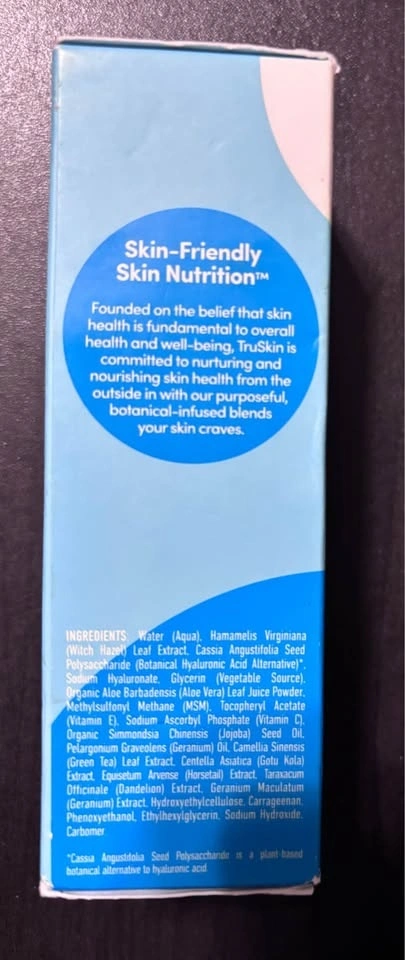 Skin-Friendly
Skin Nutrition™
Founded on the belief that skin
health is fundamental to overall
health and well-being, TruSkin is
committed to nurturing and
nourishing skin health from the
outside in with our purposeful,
botanical-infused blends
your skin craves.
INGREDIENTS: Water (Aqua), Hamamelis Virginiana
(Witch Hazel) Leaf Extract, Cassia Angustifolia Seed
Polysaccharide (Botanical Hyaluronic Acid Alternative)*,
Sodium Hyaluronate, Glycerin (Vegetable Source),
Organic Aloe Barbadensis (Aloe Vera) Leaf Juice Powder,
Methylsulfonyl Methane (MSM), Tocopheryl Acetate
(Vitamin E), Sodium Ascorbyl Phosphate (Vitamin C),
Organic Simmondsia Chinensis (Jojoba) Seed Oil,
Pelargonium Graveolens (Geranium) Oil, Camellia Sinensis
(Green Tea) Leaf Extract, Centella Asiatica (Gotu Kola)
Extract, Equisetum Arvense (Horsetail) Extract, Taraxacum
Officinale (Dandelion) Extract, Geranium Maculatum
(Geranium) Extract, Hydroxyethylcellulose, Carrageenan,
Phenoxyethanol, Ethylhexylglycerin, Sodium Hydroxide,
Carbomer
*Cassia Angustifolia Seed Polysaccharide is a plant-based
botanical alternative to hyaluronic acid